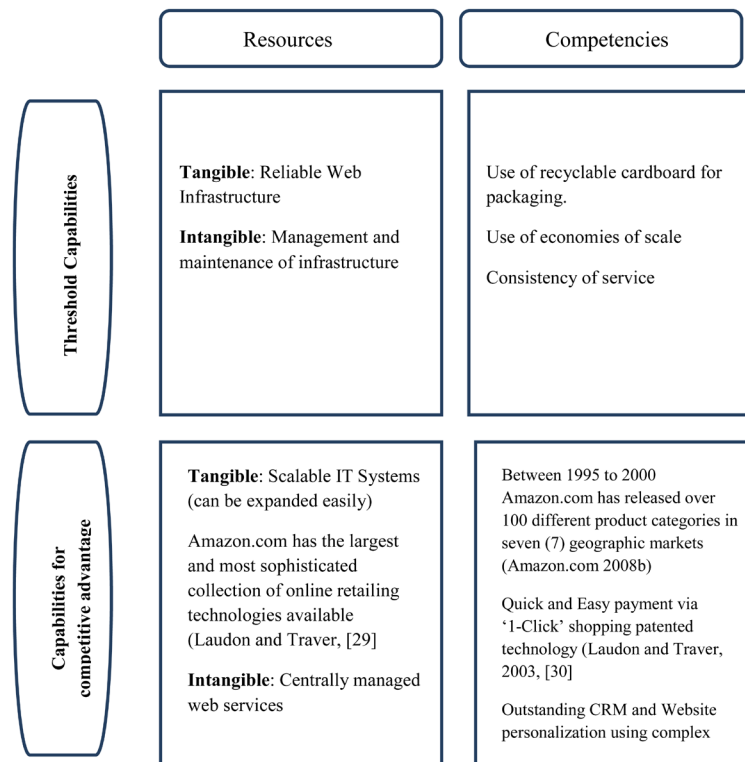 Resources
Competencies
Threshold Capabilities
Tangible: Reliable Web
Infrastructure
Intangible: Management and
maintenance of infrastructure
Use of recyclable cardboard for
packaging.
Use of economies of scale
Consistency of service
Capabilities for
competitive advantage
Tangible: Scalable IT Systems
(can be expanded easily)
Amazon.com has the largest
and most sophisticated
collection of online retailing
technologies available
(Laudon and Traver, [29]
Intangible: Centrally managed
web services
Between 1995 to 2000
Amazon.com has released over
100 different product categories in
seven (7) geographic markets
(Amazon.com 2008b)
Quick and Easy payment via
‘1-Click’ shopping patented
technology (Laudon and Traver,
2003, [30]
Outstanding CRM and Website
personalization using complex